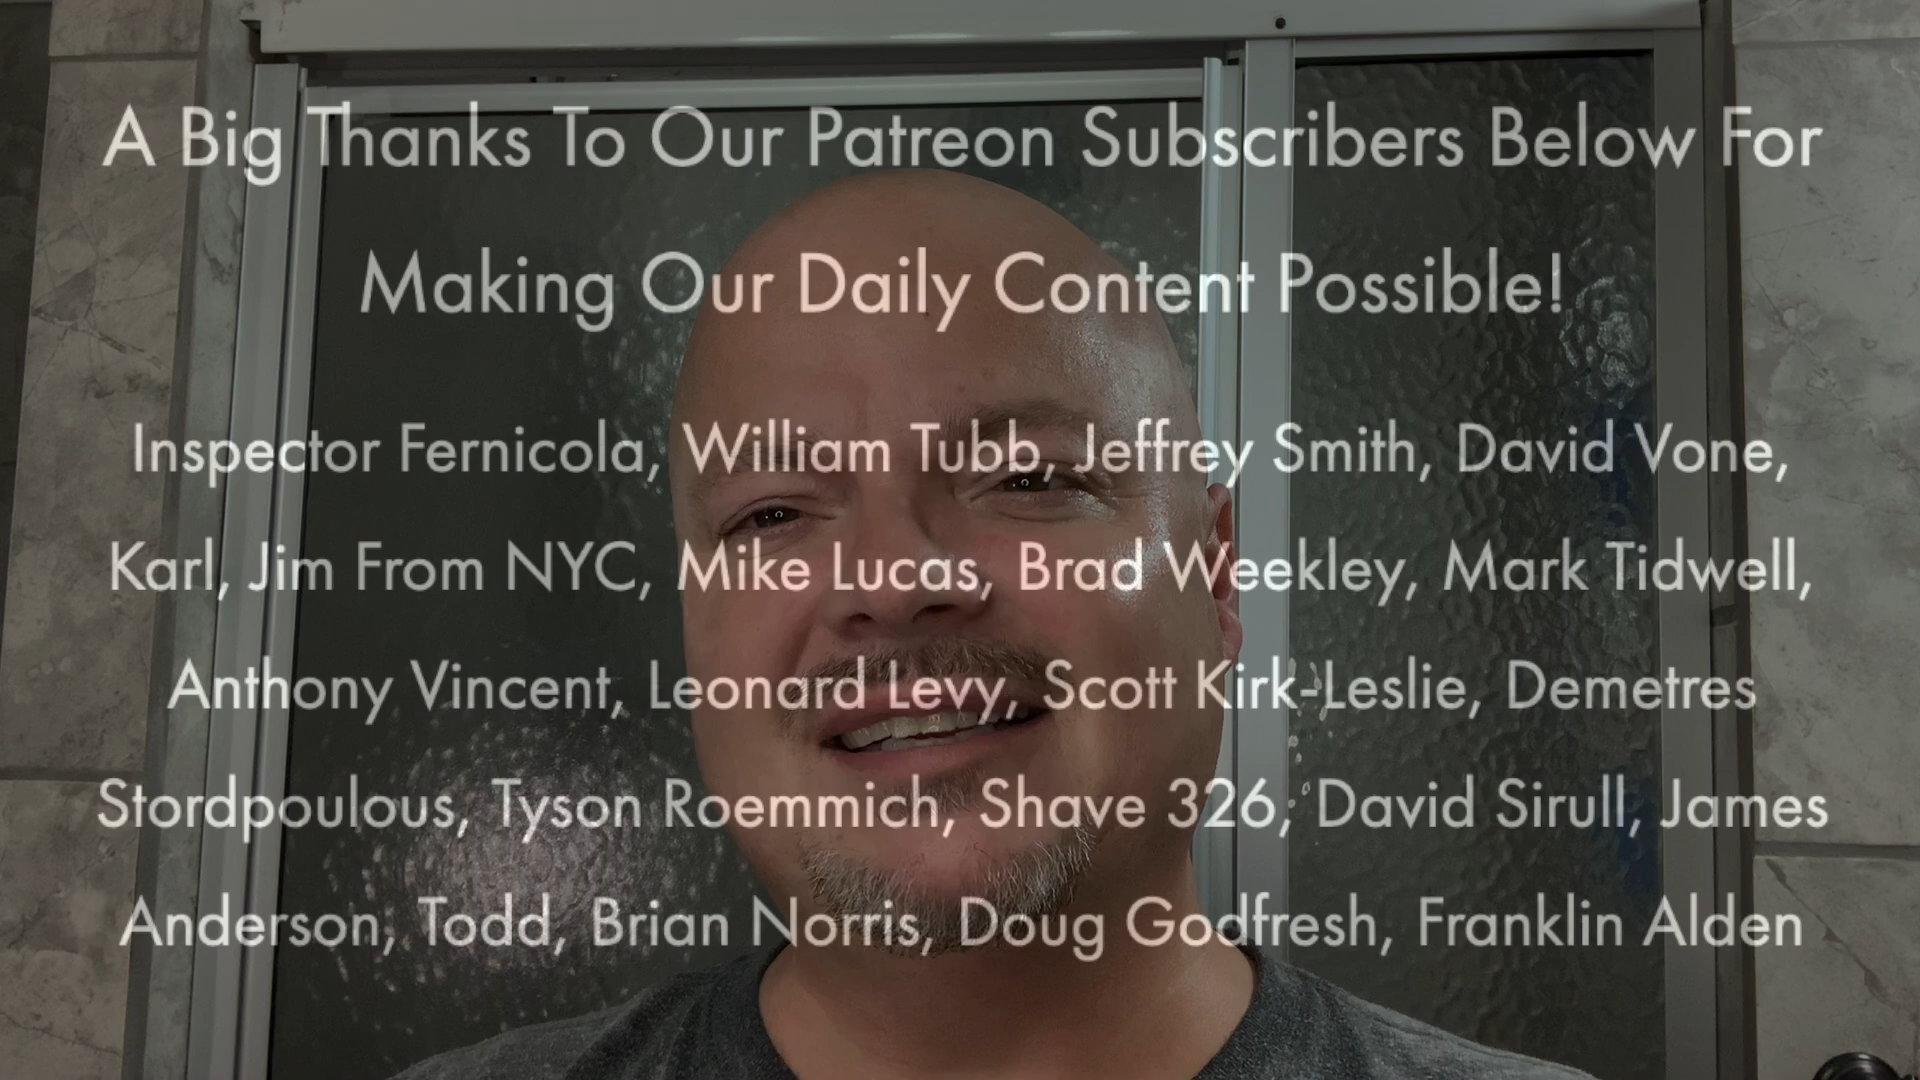 A Big Thanks To Our Patreon Subscribers Below For
Making Our Daily Content Possible!
Inspector Fernicola, William Tubb, Jeffrey Smith, David Vone,
Karl, Jim From NYC, Mike Lucas, Brad Weekley, Mark Tidwell,
Anthony Vincent, Leonard Levy, Scott Kirk-Leslie, Demetres
Stordpoulous, Tyson Roemmich, Shave 326, David Sirull, James
Anderson, Todd, Brian Norris, Doug Godfresh, Franklin Alden